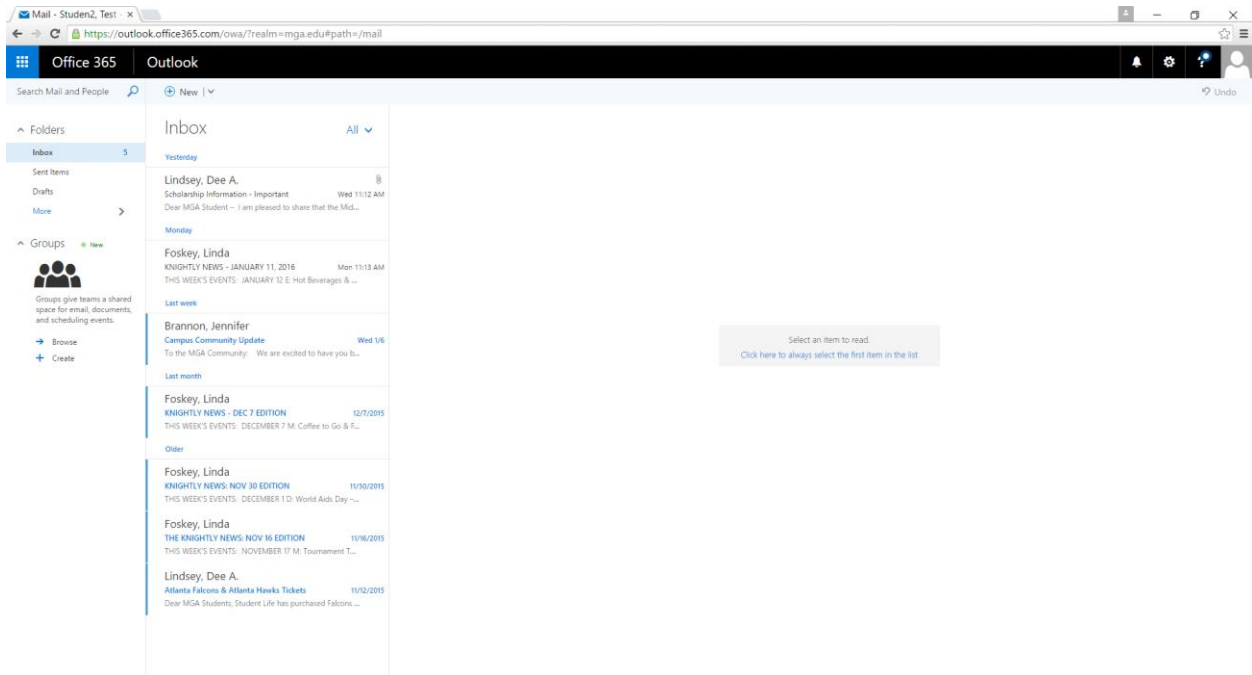 Mail - Studen2, Test -
https://outlook.office365.com/owa/?realm=mga.edu#path=/mail
Office 365 Outlook
Search Mail and People New Undo
Folders
Inbox 5
Sent Items
Drafts
More
Groups New
Groups give teams a shared
space for email, documents,
and scheduling events.
Browse
Create
Inbox All
Yesterday
Lindsey, Dee A.
Scholarship Information - Important Wed 11:12 AM
Dear MGA Student – I am pleased to share that the Mid...
Monday
Foskey, Linda
KNIGHTLY NEWS - JANUARY 11, 2016 Mon 11:13 AM
THIS WEEK'S EVENTS: JANUARY 12 E: Hot Beverages & ...
Last week
Brannon, Jennifer
Campus Community Update Wed 1/6
To the MGA Community: We are excited to have you b...
Last month
Foskey, Linda
KNIGHTLY NEWS - DEC 7 EDITION 12/7/2015
THIS WEEK'S EVENTS: DECEMBER 7 M: Coffee to Go & F...
Older
Foskey, Linda
KNIGHTLY NEWS: NOV 30 EDITION 11/30/2015
THIS WEEK'S EVENTS: DECEMBER 1 D: World Aids Day –...
Foskey, Linda
THE KNIGHTLY NEWS: NOV 16 EDITION 11/16/2015
THIS WEEK'S EVENTS: NOVEMBER 17 M: Tournament T...
Lindsey, Dee A.
Atlanta Falcons & Atlanta Hawks Tickets 11/12/2015
Dear MGA Students, Student Life has purchased Falcons ...
Select an item to read.
Click here to always select the first item in the list